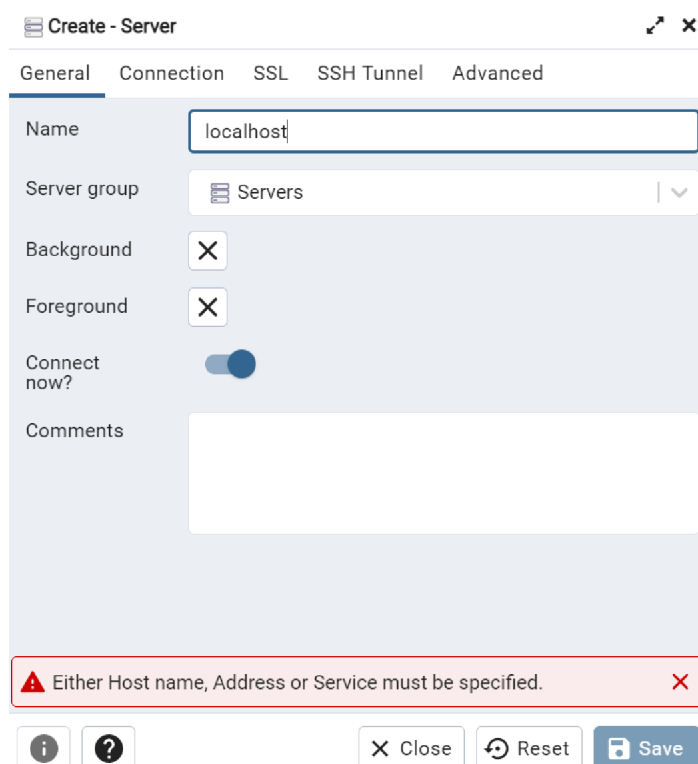 Create - Server
General Connection SSL SSH Tunnel Advanced
Name localhost
Server group Servers
Background
Foreground
Connect
now?
Comments
Either Host name, Address or Service must be specified.
Close Reset Save